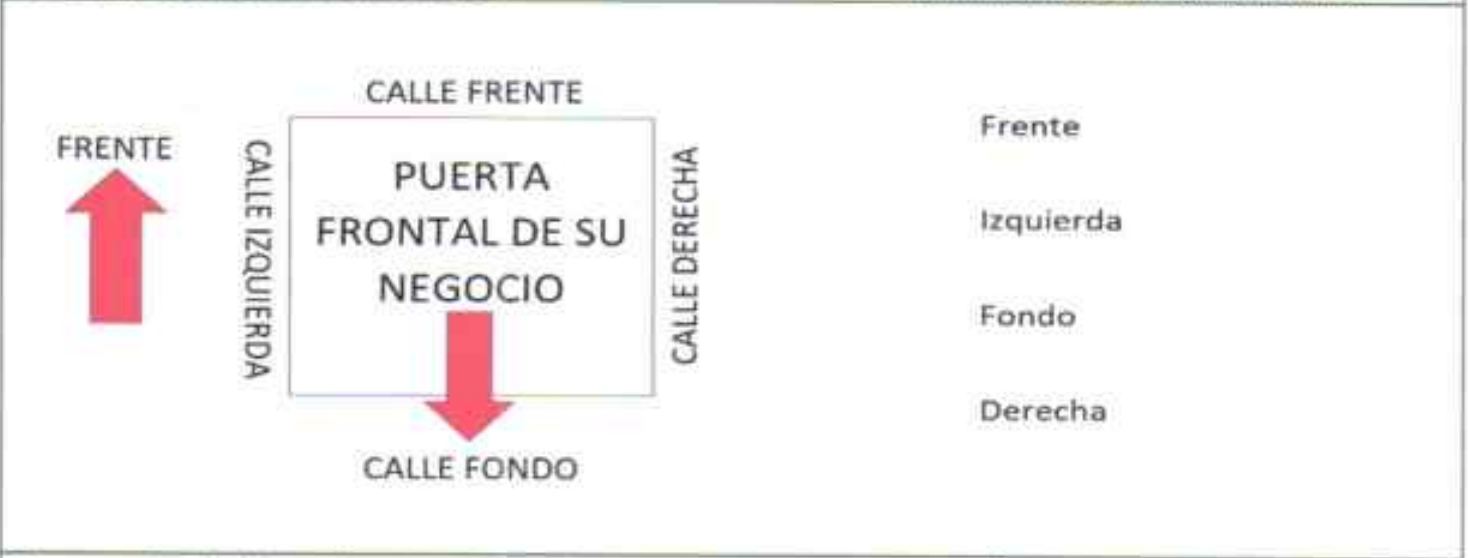 CALLE FRENTE
FRENTE
CALLE IZQUIERDA
PUERTA
FRONTAL DE SU
NEGOCIO
CALLE DERECHA
CALLE FONDO
Frente
Izquierda
Fondo
Derecha